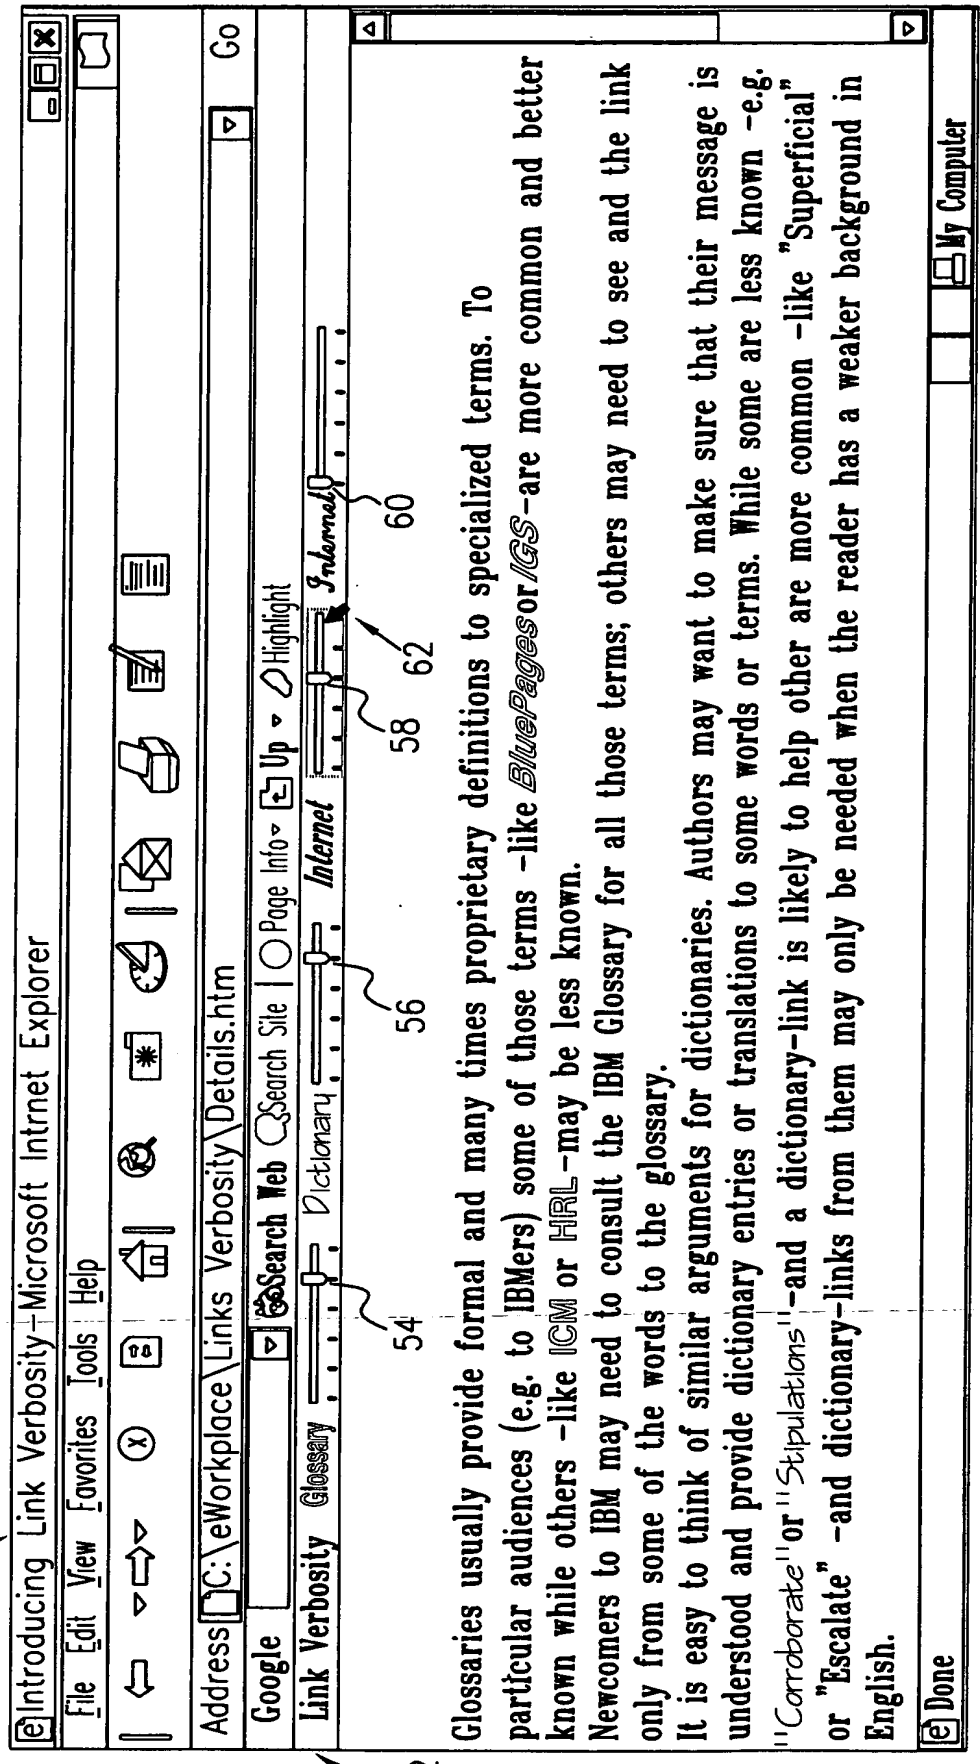 Introducing Link Verbosity-Microsoft Intrnet Explorer
File Edit View Favorites Tools Help
Address C:\eWorkplace\Links Verbosity\Details.htm Go
Google Search Web Search Site Page Info Up Highlight
Link Verbosity Glossary Dictionary Internet Internet
54 56 58 62 60
Glossaries usually provide formal and many times proprietary definitions to specialized terms. To
particular audiences (e.g. to IBMers) some of those terms -like BluePages or IGS-are more common and better
known while others -like ICM or HRL-may be less known.
Newcomers to IBM may need to consult the IBM Glossary for all those terms; others may need to see and the link
only from some of the words to the glossary.
It is easy to think of similar arguments for dictionaries. Authors may want to make sure that their message is
understood and provide dictionary entries or translations to some words or terms. While some are less known -e.g.
"Corroborate" or "Stipulations"-and a dictionary-link is likely to help other are more common -like "Superficial"
or "Escalate" -and dictionary-links from them may only be needed when the reader has a weaker background in
English.
Done My Computer